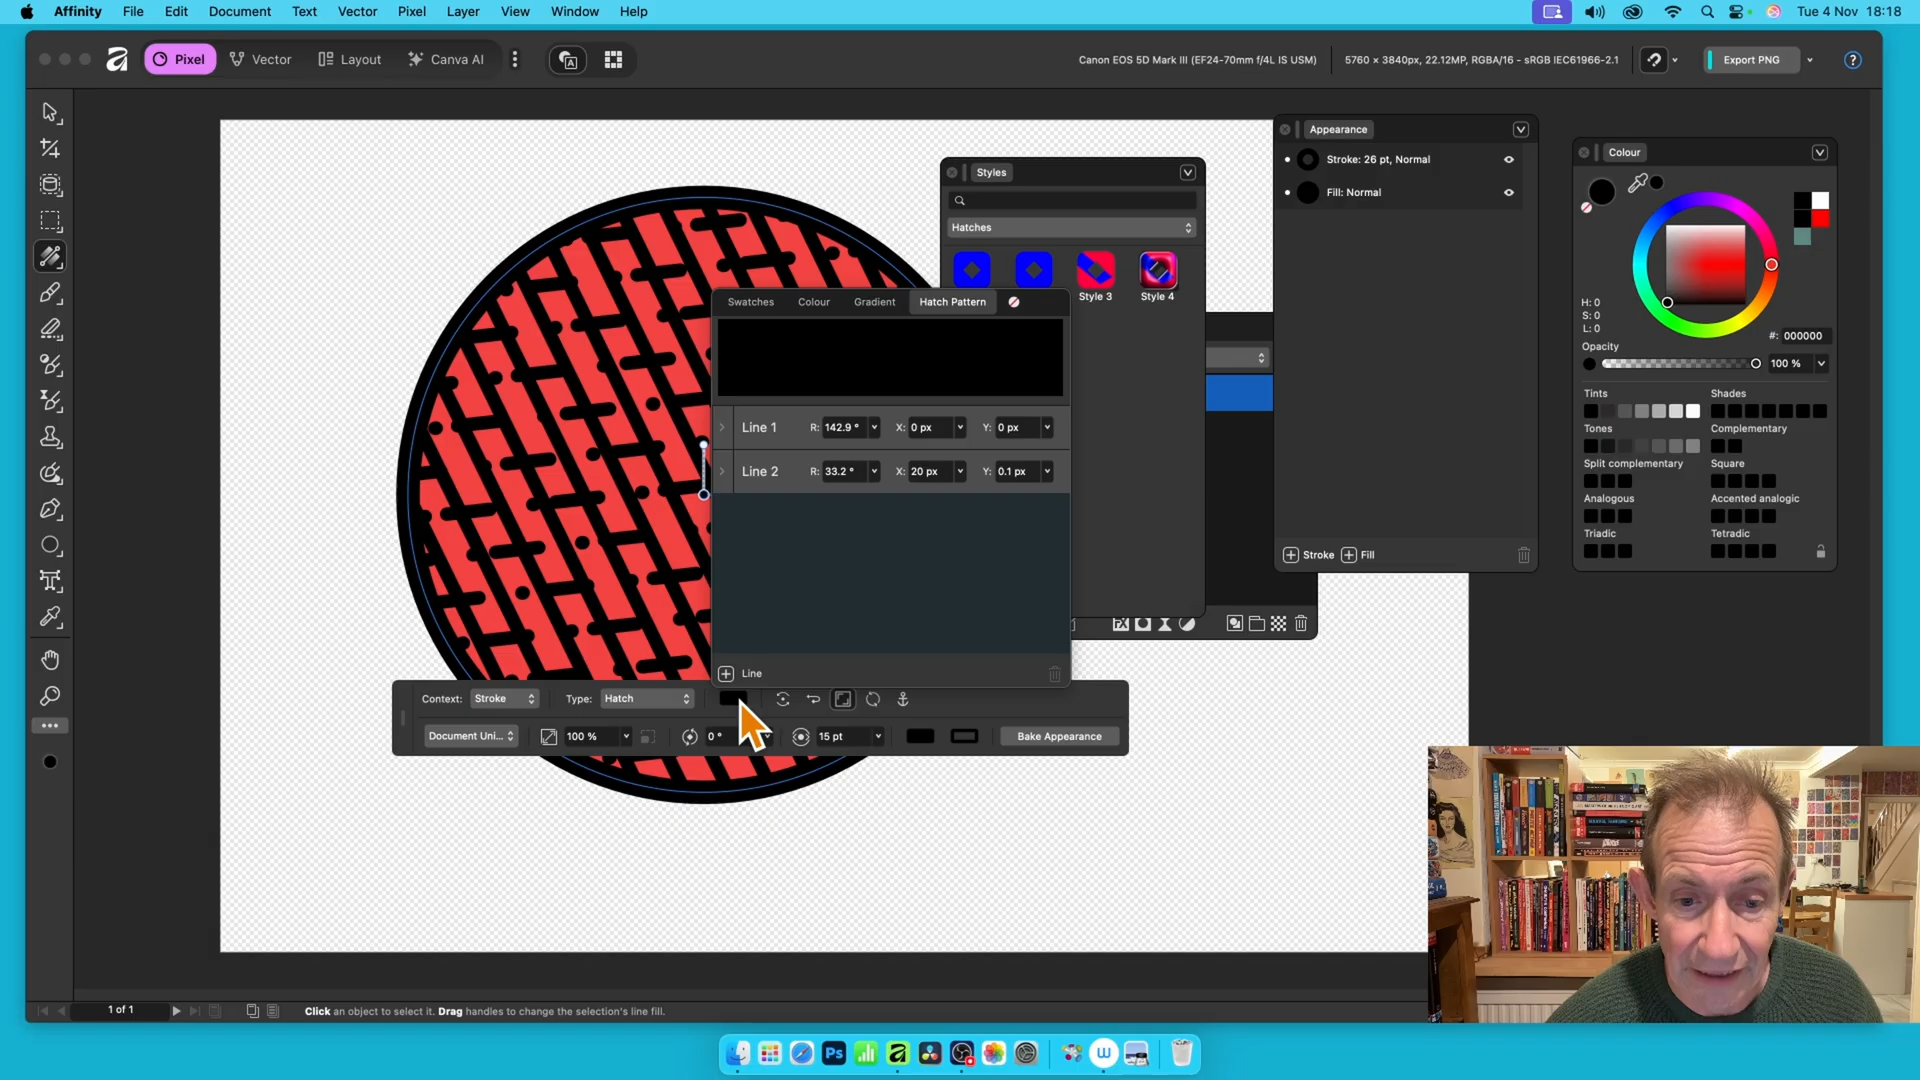 Affinity File Edit Document Text Vector Pixel Layer View Window Help Tue 4 Nov 18:18
Pixel Vector Layout Canva AI Canon EOS 5D Mark III (EF24-70mm f/4L IS USM) 5760 × 3840px, 22.12MP, RGBA/16 - sRGB IEC61966-2.1 Export PNG ?
Appearance
Stroke: 26 pt, Normal
Fill: Normal
Stroke Fill
Colour
H: 0
S: 0
L: 0
#: 000000
Opacity
100 %
Tints Shades
Tones Complementary
Split complementary Square
Analogous Accented analogic
Triadic Tetradic
Styles
Hatches
Style 3 Style 4
Swatches Colour Gradient Hatch Pattern
Line 1 R: 142.9 ° X: 0 px Y: 0 px
Line 2 R: 33.2 ° X: 20 px Y: 0.1 px
Line
Context: Stroke Type: Hatch
Document Uni... 100 % 0 ° 15 pt Bake Appearance
1 of 1 Click an object to select it. Drag handles to change the selection's line fill.
Ps